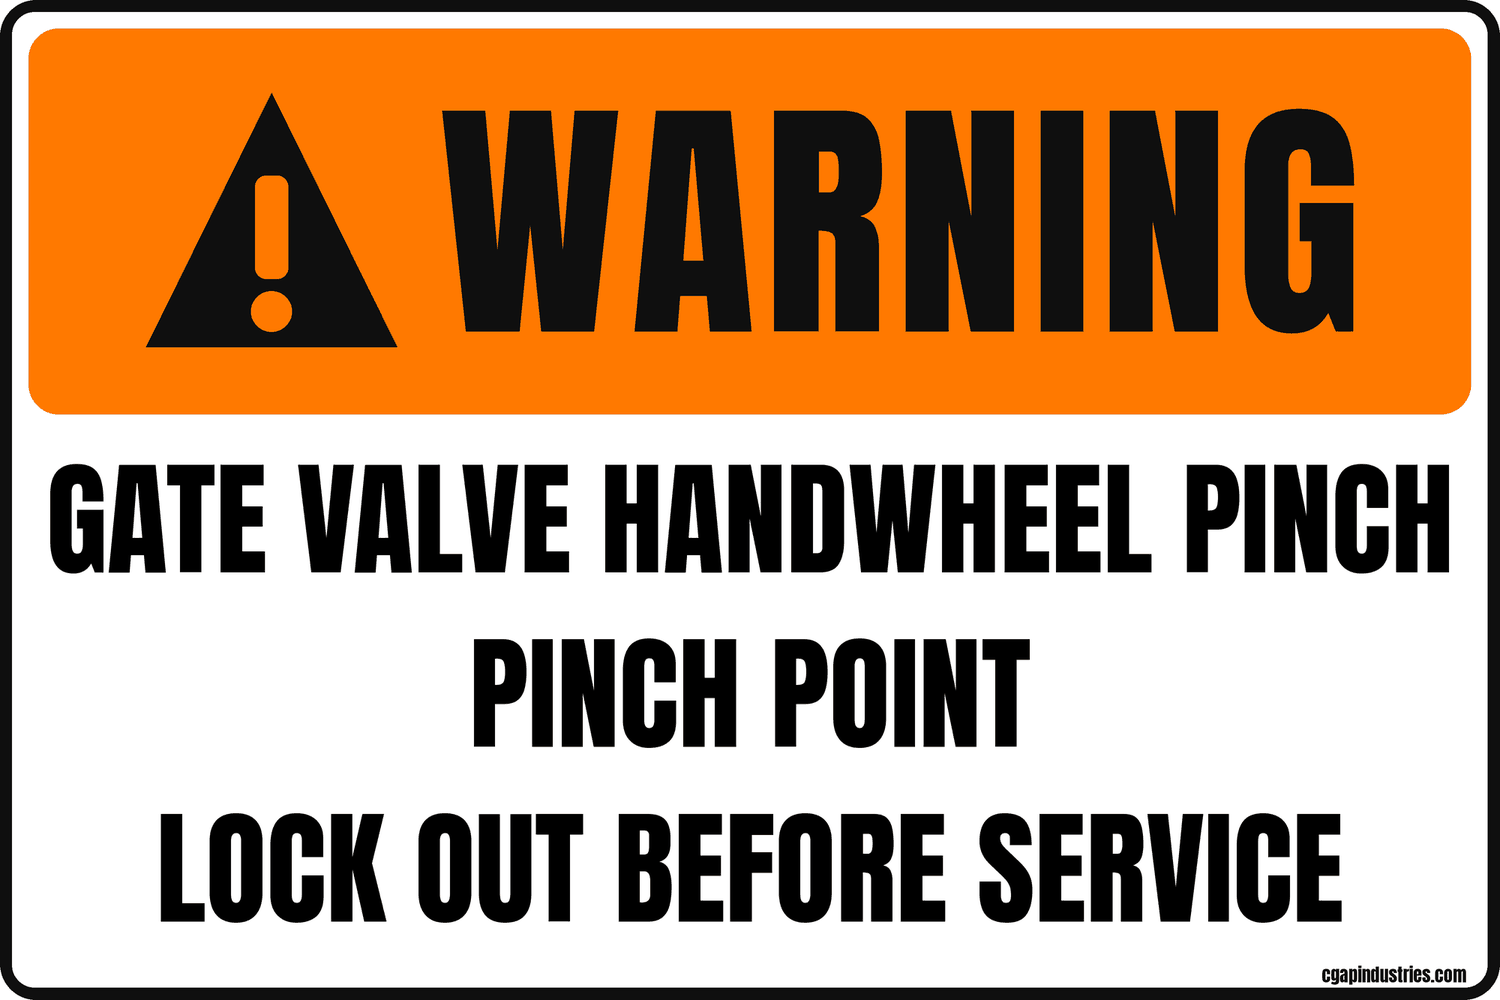 WARNING
GATE VALVE HANDWHEEL PINCH
PINCH POINT
LOCK OUT BEFORE SERVICE
cgapindustries.com